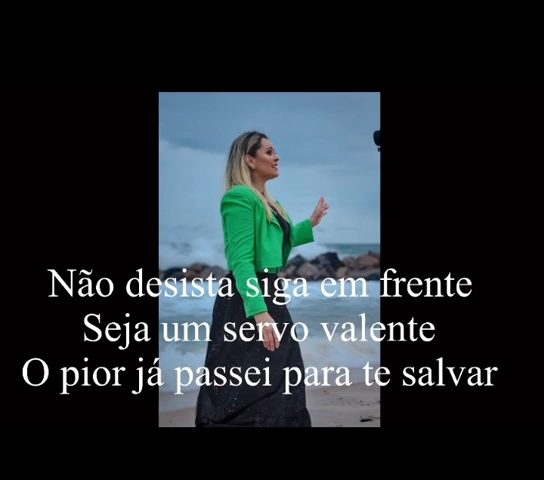 Não desista siga em frente
Seja um servo valente
O pior já passei para te salvar